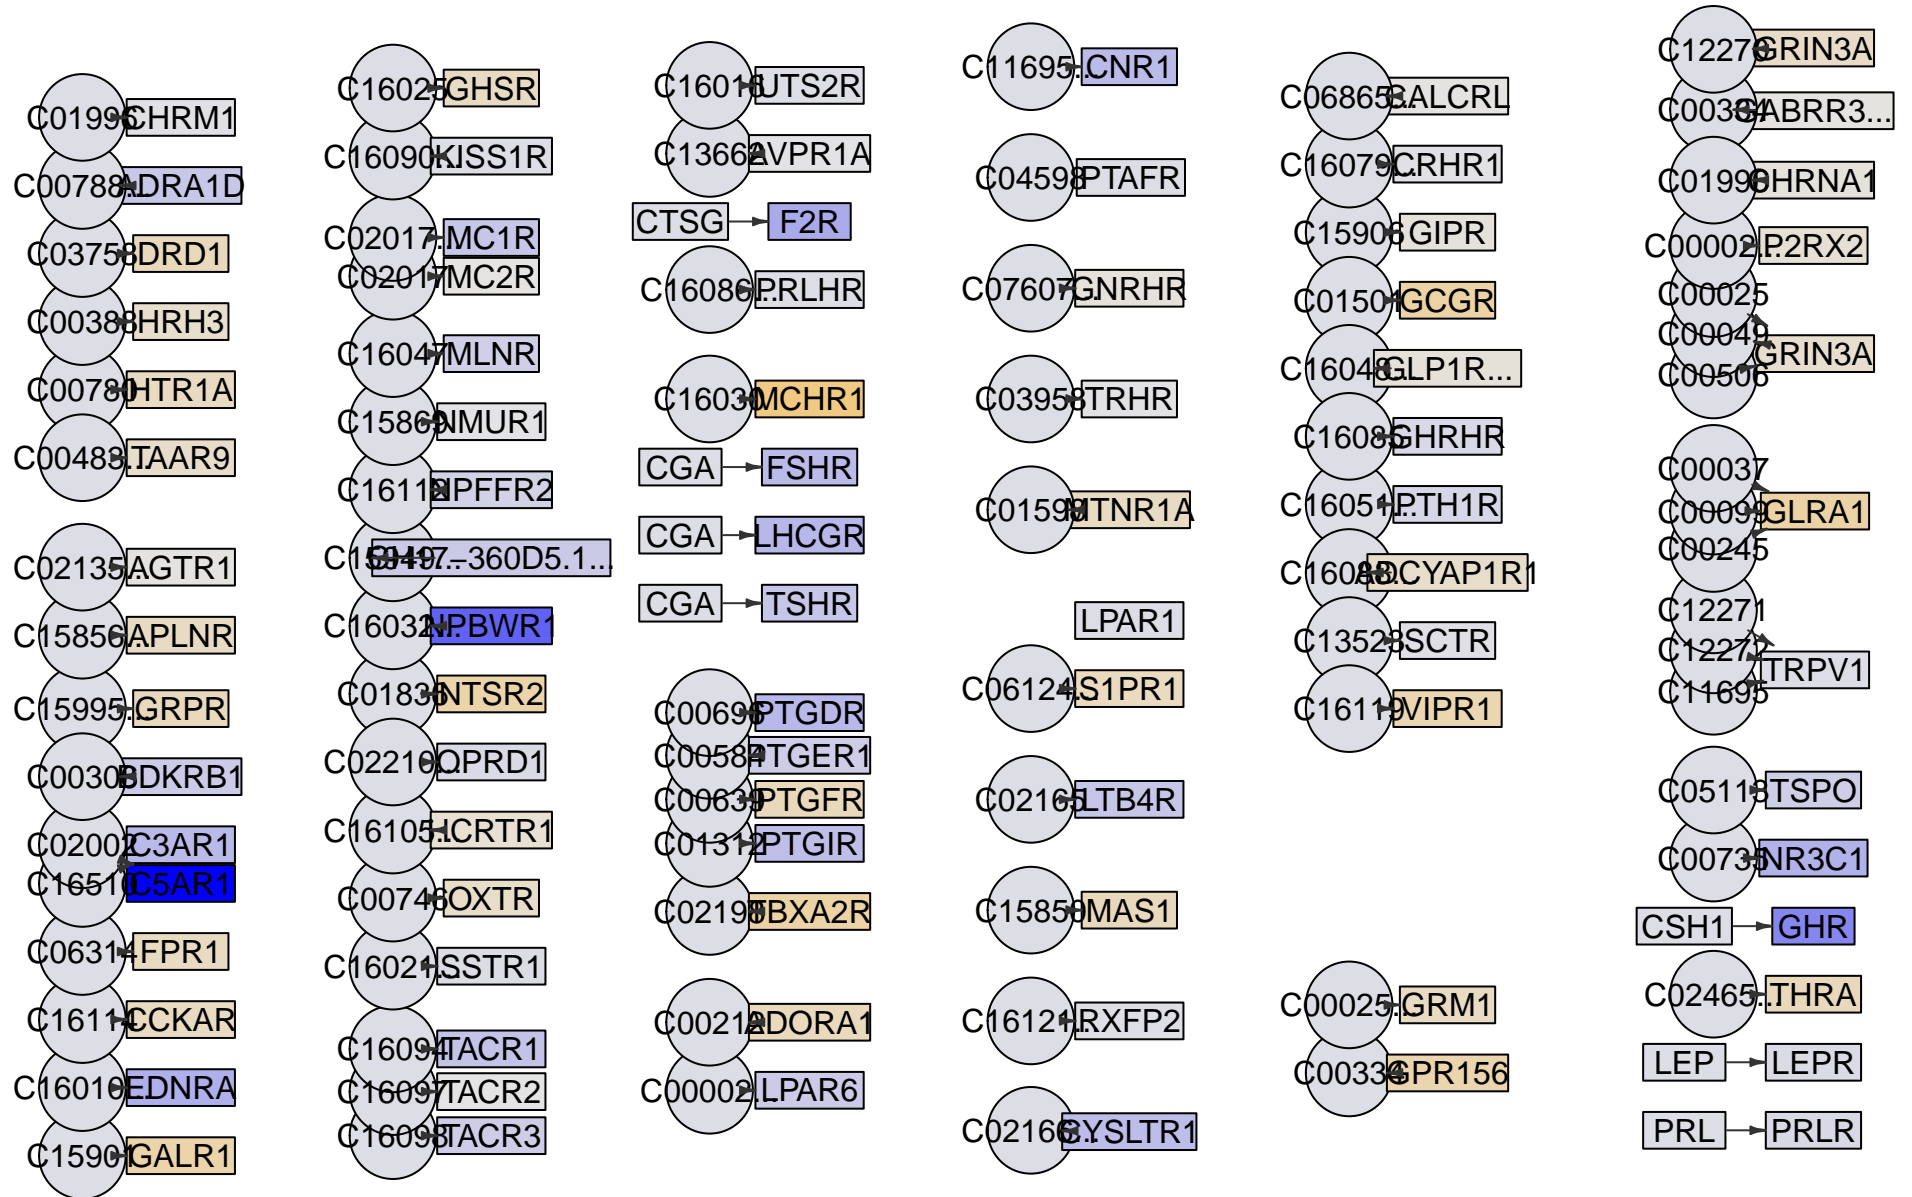 C01996 CHRM1
C00788... ADRA1D
C03758 DRD1
C00388 HRH3
C00780 HTR1A
C00483... TAAR9
C02135... AGTR1
C15856... APLNR
C15995... GRPR
C00306 BDKRB1
C02002 C3AR1
C16510 C5AR1
C06314 FPR1
C16114 CCKAR
C16010... EDNRA
C15901 GALR1
C16025 GHSR
C16090... KISS1R
C02017... MC1R
C02017 MC2R
C16047 MLNR
C15869 NMUR1
C16118 NPFFR2
–360D5.1...
C16032... NPBWR1
C01836 NTSR2
C02210... OPRD1
C16105... HCRTR1
C00746 OXTR
C16021... SSTR1
C16094 TACR1
C16097 TACR2
C16098 TACR3
C16016 UTS2R
C13662 AVPR1A
CTSG F2R
C16086... PRLHR
C16030 MCHR1
CGA FSHR
CGA LHCGR
CGA TSHR
C00696 PTGDR
C00584 PTGER1
C00639 PTGFR
C01312 PTGIR
C02198 TBXA2R
C00212 ADORA1
C00002... LPAR6
C11695... CNR1
C04598 PTAFR
C07607... GNRHR
C03958 TRHR
C01598 MTNR1A
LPAR1
C06124... S1PR1
C02165 LTB4R
C15850 MAS1
C16121... RXFP2
C02166... CYSLTR1
C06865... CALCRL
C16079... CRHR1
C15906 GIPR
C01501 GCGR
C16048... GLP1R...
C16085 GHRHR
C16051... PTH1R
C16088... ADCYAP1R1
C13523 SCTR
C16119 VIPR1
C00025... GRM1
C00334 GPR156
C12270 GRIN3A
C00334 GABRR3...
C01996 CHRNA1
C00002... P2RX2
C00025
C00049
GRIN3A
C00506
C00037
C00099 GLRA1
C00245
C12271
C12272
TRPV1
C11695
C05113 TSPO
C00735 NR3C1
CSH1 GHR
C02465... THRA
LEP LEPR
PRL PRLR